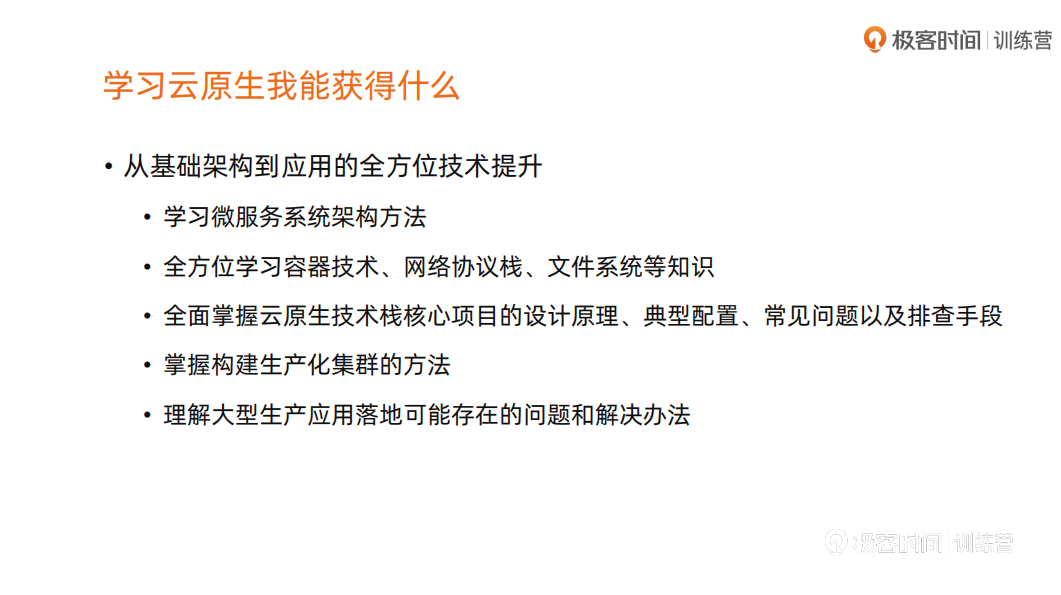 极客时间 | 训练营
学习云原生我能获得什么
• 从基础架构到应用的全方位技术提升
• 学习微服务系统架构方法
• 全方位学习容器技术、网络协议栈、文件系统等知识
• 全面掌握云原生技术栈核心项目的设计原理、典型配置、常见问题以及排查手段
• 掌握构建生产化集群的方法
• 理解大型生产应用落地可能存在的问题和解决办法
极客时间 | 训练营